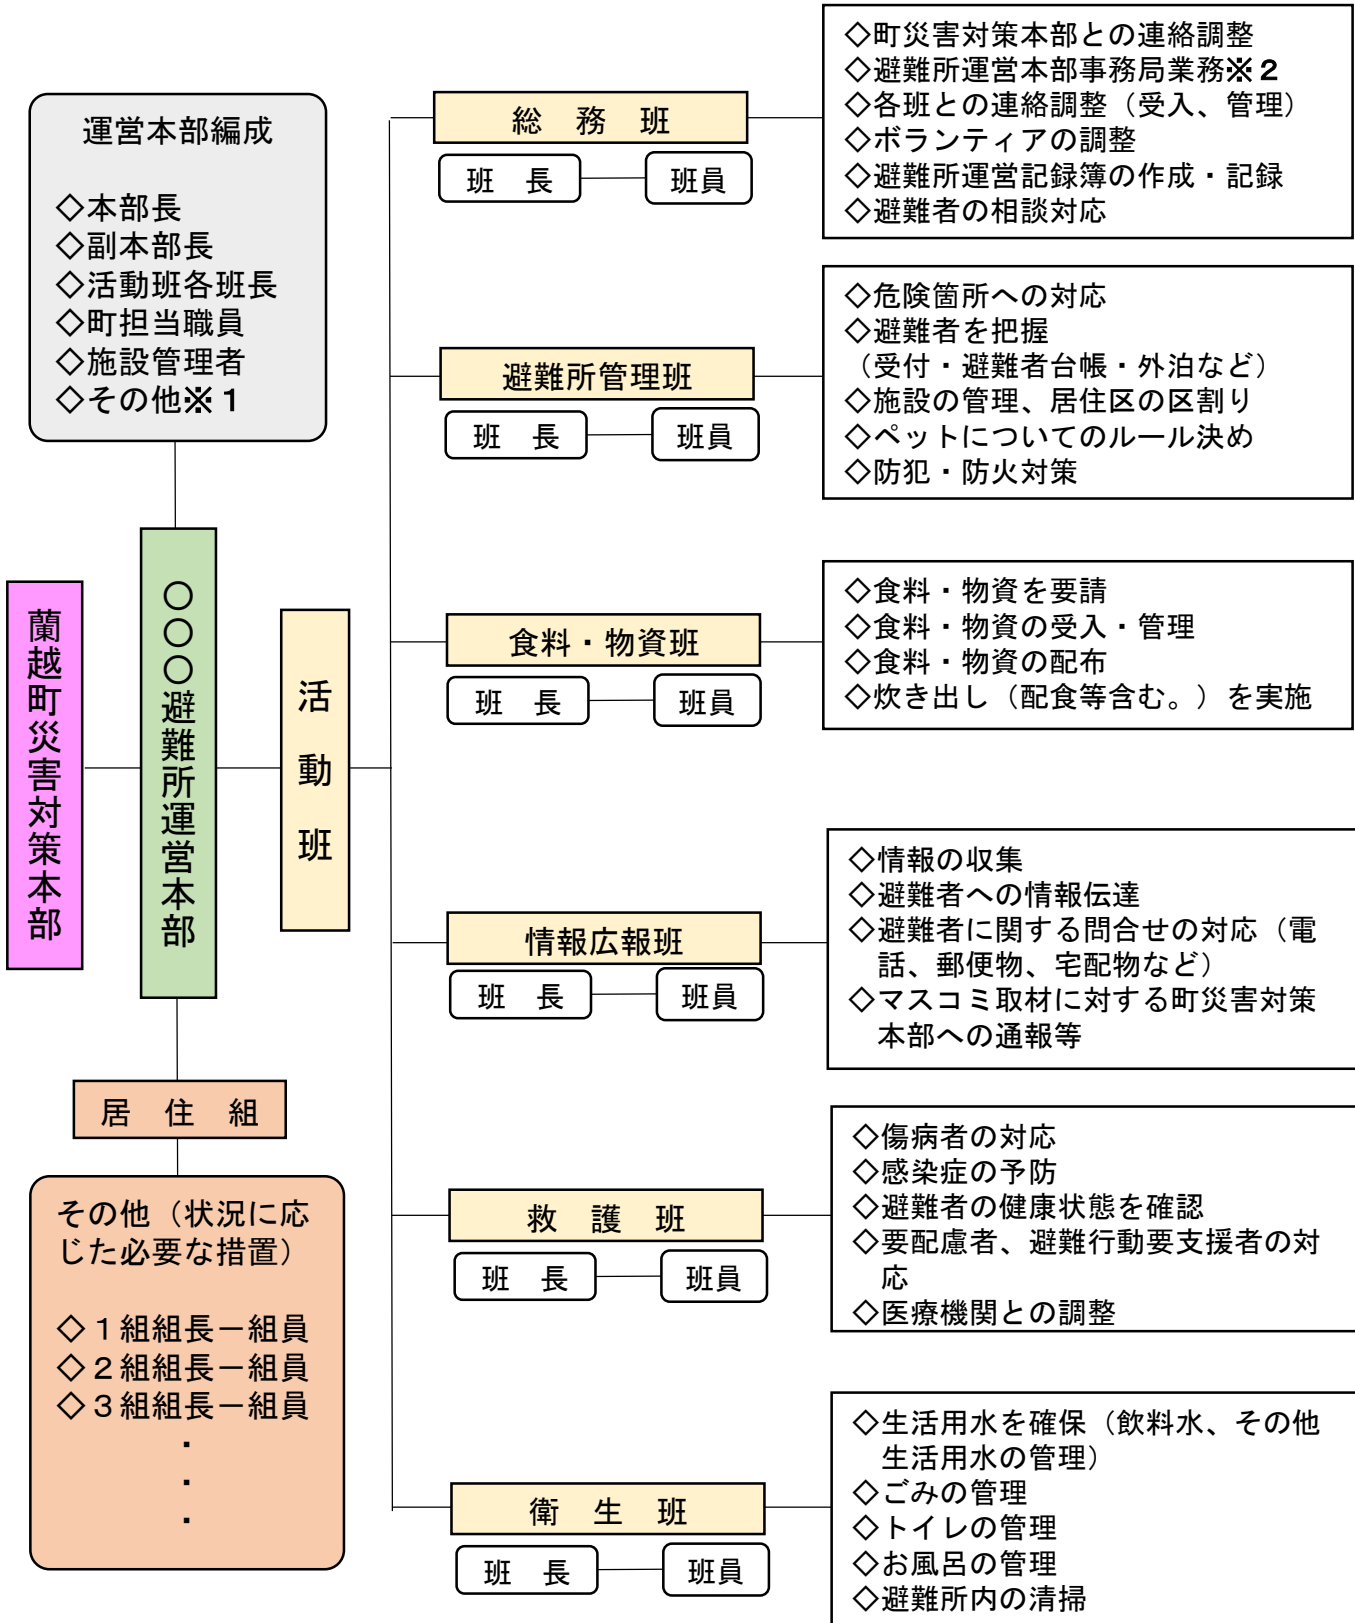 運営本部編成
◇本部長
◇副本部長
◇活動班各班長
◇町担当職員
◇施設管理者
◇その他※１
蘭越町災害対策本部
〇〇〇避難所運営本部
活動班
居　住　組
その他（状況に応
じた必要な措置）
◇１組組長－組員
◇２組組長－組員
◇３組組長－組員
・
・
・
総　務　班
班　長
班員
◇町災害対策本部との連絡調整
◇避難所運営本部事務局業務※２
◇各班との連絡調整（受入、管理）
◇ボランティアの調整
◇避難所運営記録簿の作成・記録
◇避難者の相談対応
避難所管理班
班　長
班員
◇危険箇所への対応
◇避難者を把握
（受付・避難者台帳・外泊など）
◇施設の管理、居住区の区割り
◇ペットについてのルール決め
◇防犯・防火対策
食料・物資班
班　長
班員
◇食料・物資を要請
◇食料・物資の受入・管理
◇食料・物資の配布
◇炊き出し（配食等含む。）を実施
情報広報班
班　長
班員
◇情報の収集
◇避難者への情報伝達
◇避難者に関する問合せの対応（電
話、郵便物、宅配物など）
◇マスコミ取材に対する町災害対策
本部への通報等
救　護　班
班　長
班員
◇傷病者の対応
◇感染症の予防
◇避難者の健康状態を確認
◇要配慮者、避難行動要支援者の対
応
◇医療機関との調整
衛　生　班
班　長
班員
◇生活用水を確保（飲料水、その他
生活用水の管理）
◇ごみの管理
◇トイレの管理
◇お風呂の管理
◇避難所内の清掃